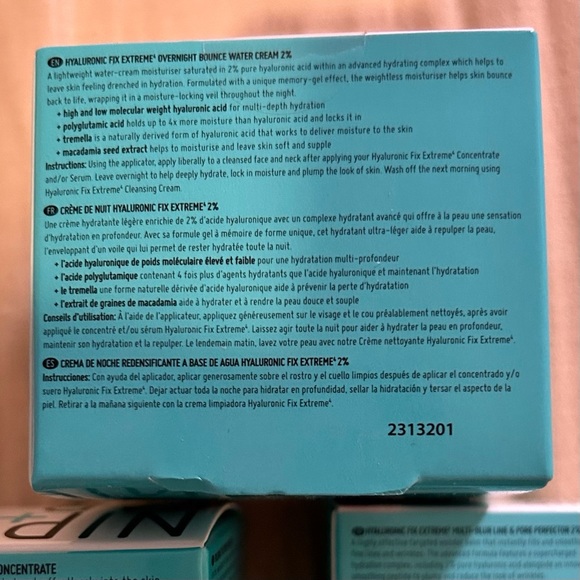 EN HYALURONIC FIX EXTREME⁴ OVERNIGHT BOUNCE WATER CREAM 2%
A lightweight water-cream moisturiser saturated in 2% pure hyaluronic acid within an advanced hydrating complex which helps to
leave skin feeling drenched in hydration. Formulated with a unique memory-gel effect, the weightless moisturiser helps skin bounce
back to life, wrapping it in a moisture-locking veil throughout the night.
+ high and low molecular weight hyaluronic acid for multi-depth hydration
+ polyglutamic acid holds up to 4x more moisture than hyaluronic acid and locks it in
+ tremella is a naturally derived form of hyaluronic acid that works to deliver moisture to the skin
+ macadamia seed extract helps to moisturise and leave skin soft and supple
Instructions: Using the applicator, apply liberally to a cleansed face and neck after applying your Hyaluronic Fix Extreme⁴ Concentrate
and/or Serum. Leave overnight to help deeply hydrate, lock in moisture and plump the look of skin. Wash off the next morning using
Hyaluronic Fix Extreme⁴ Cleansing Cream.
FR CRÈME DE NUIT HYALURONIC FIX EXTREME⁴ 2%
Une crème hydratante légère enrichie de 2% d'acide hyaluronique avec un complexe hydratant avancé qui offre à la peau une sensation
d'hydratation en profondeur. Avec sa formule gel à mémoire de forme unique, cet hydratant ultra-léger aide à repulper la peau,
l'enveloppant d'un voile qui lui permet de rester hydratée toute la nuit.
+ l'acide hyaluronique de poids moléculaire élevé et faible pour une hydratation multi-profondeur
+ l'acide polyglutamique contenant 4 fois plus d'agents hydratants que l'acide hyaluronique et maintenant l'hydratation
+ le tremella une forme naturelle dérivée d'acide hyaluronique aide à prévenir la perte d'hydratation
+ l'extrait de graines de macadamia aide à hydrater et à rendre la peau douce et souple
Conseils d'utilisation: À l'aide de l'applicateur, appliquez généreusement sur le visage et le cou préalablement nettoyés, après avoir
appliqué le concentré et/ou sérum Hyaluronic Fix Extreme⁴. Laissez agir toute la nuit pour aider à hydrater la peau en profondeur,
maintenir son hydratation et la repulper. Le lendemain matin, lavez votre peau avec notre Crème nettoyante Hyaluronic Fix Extreme⁴.
ES CREMA DE NOCHE REDENSIFICANTE A BASE DE AGUA HYALURONIC FIX EXTREME⁴ 2%
Instrucciones: Con ayuda del aplicador, aplicar generosamente sobre el rostro y el cuello limpios después de aplicar el concentrado y/o
suero Hyaluronic Fix Extreme⁴. Dejar actuar toda la noche para hidratar en profundidad, sellar la hidratación y tersar el aspecto de la
piel. Retirar a la mañana siguiente con la crema limpiadora Hyaluronic Fix Extreme⁴.
2313201
NIP+
ONCENTRATE
HYALURONIC FIX EXTREME⁴ MULTI-BLUR LINE & PORE PERFECTOR